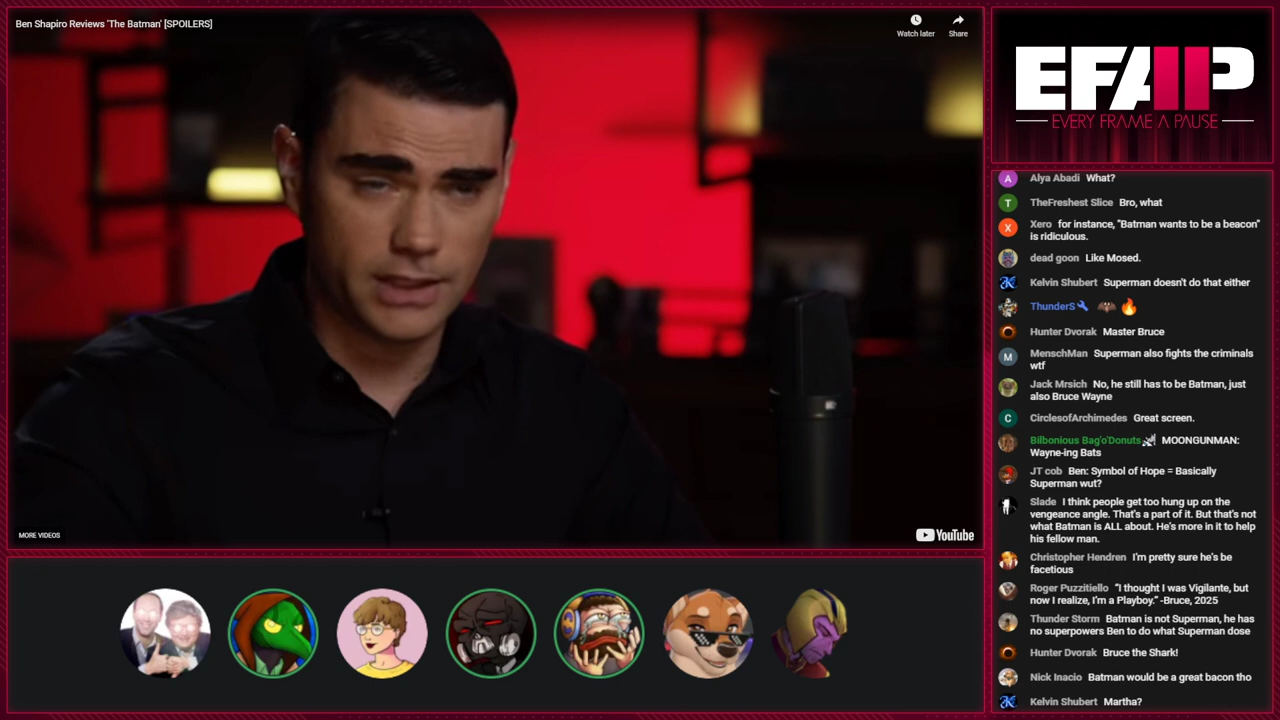 Ben Shapiro Reviews 'The Batman' [SPOILERS]
Watch later
Share
MORE VIDEOS
YouTube
EFAP
EVERY FRAME A PAUSE
A
Alya Abadi What?
T
TheFreshest Slice Bro, what
X
Xero for instance, "Batman wants to be a beacon"
is ridiculous.
dead goon Like Mosed.
Kelvin Shubert Superman doesn't do that either
ThunderS
Hunter Dvorak Master Bruce
M
MenschMan Superman also fights the criminals
wtf
Jack Mrsich No, he still has to be Batman, just
also Bruce Wayne
C
CirclesofArchimedes Great screen.
Bilbonious Bag'o'Donuts MOONGUNMAN:
Wayne-ing Bats
JT cob Ben: Symbol of Hope = Basically
Superman wut?
Slade I think people get too hung up on the
vengeance angle. That's a part of it. But that's not
what Batman is ALL about. He's more in it to help
his fellow man.
Christopher Hendren I'm pretty sure he's be
facetious
Roger Puzzitiello "I thought I was Vigilante, but
now I realize, I'm a Playboy." -Bruce, 2025
Thunder Storm Batman is not Superman, he has
no superpowers Ben to do what Superman dose
Hunter Dvorak Bruce the Shark!
Nick Inacio Batman would be a great bacon tho
Kelvin Shubert Martha?